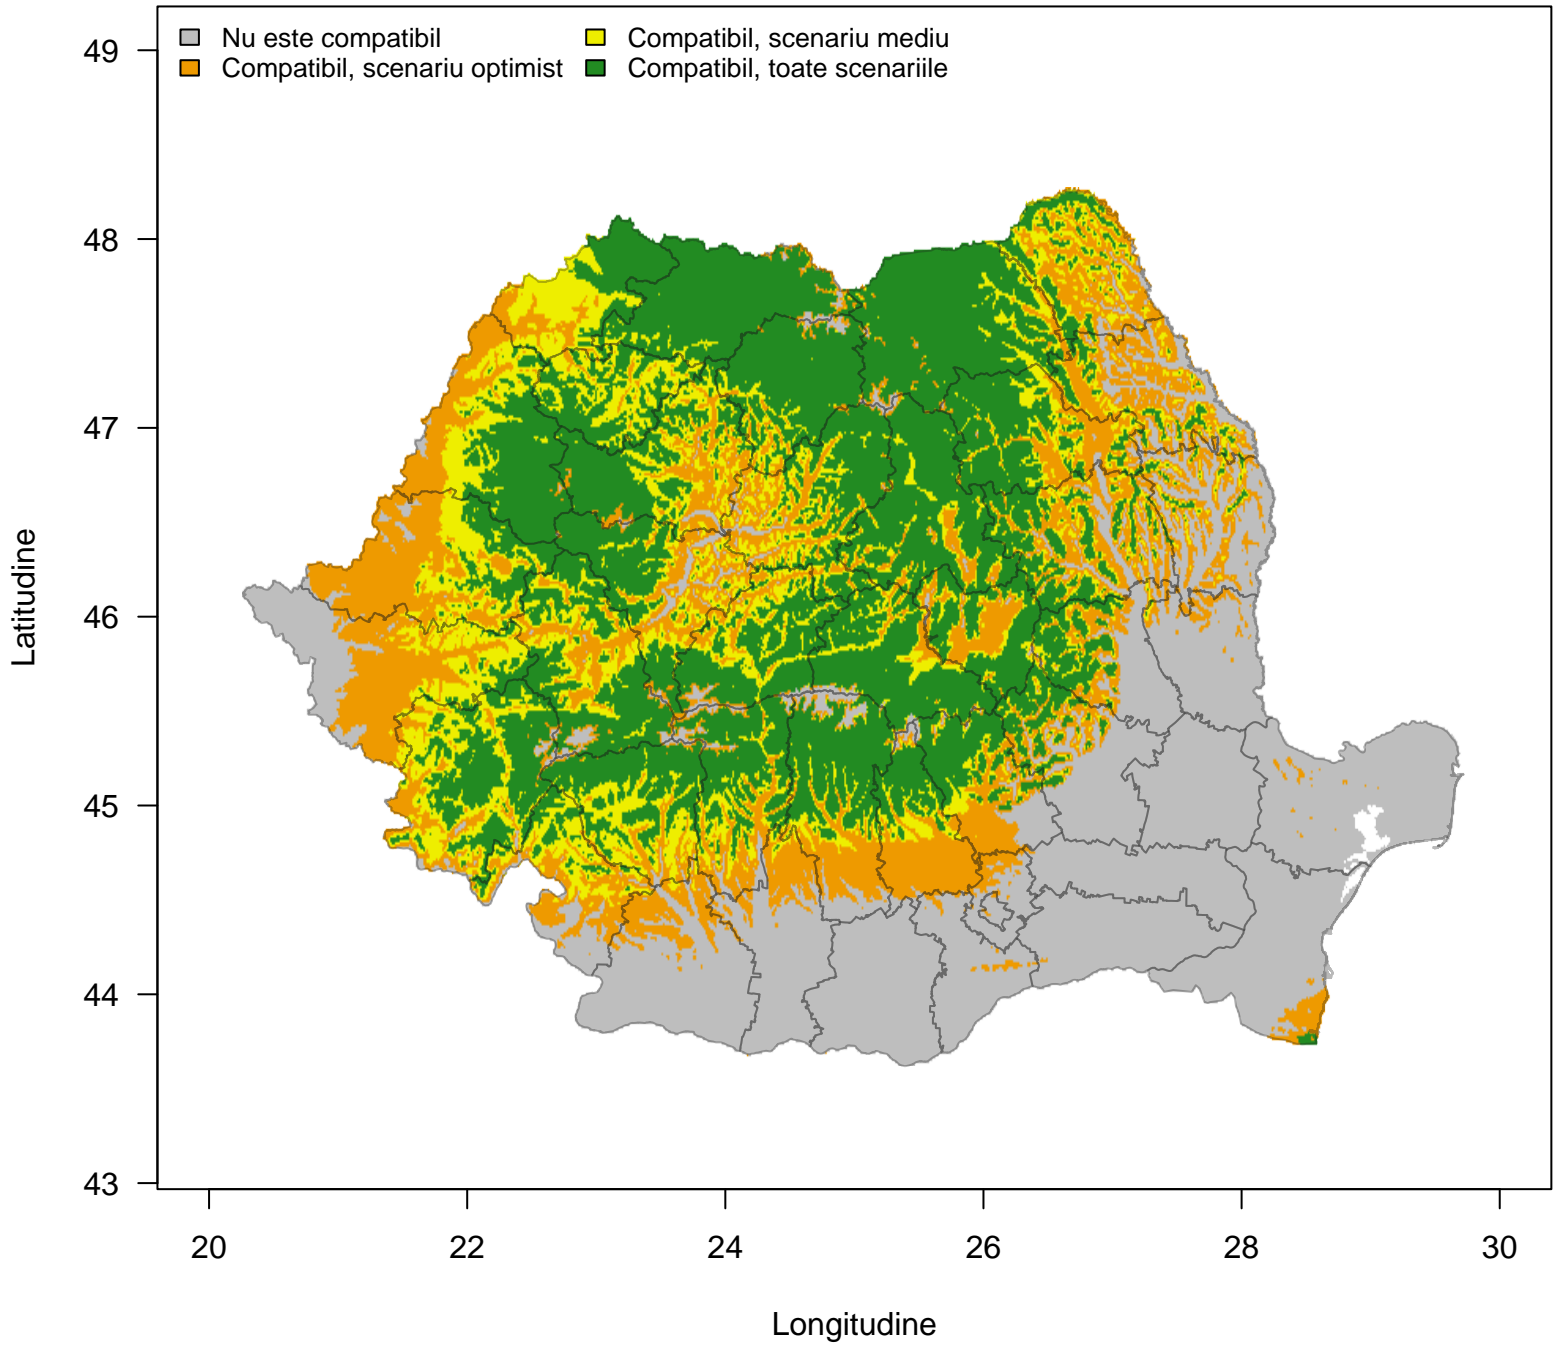 Nu este compatibil
Compatibil, scenariu optimist
Compatibil, scenariu mediu
Compatibil, toate scenariile
49
48
47
46
45
44
43
Latitudine
20 22 24 26 28 30
Longitudine